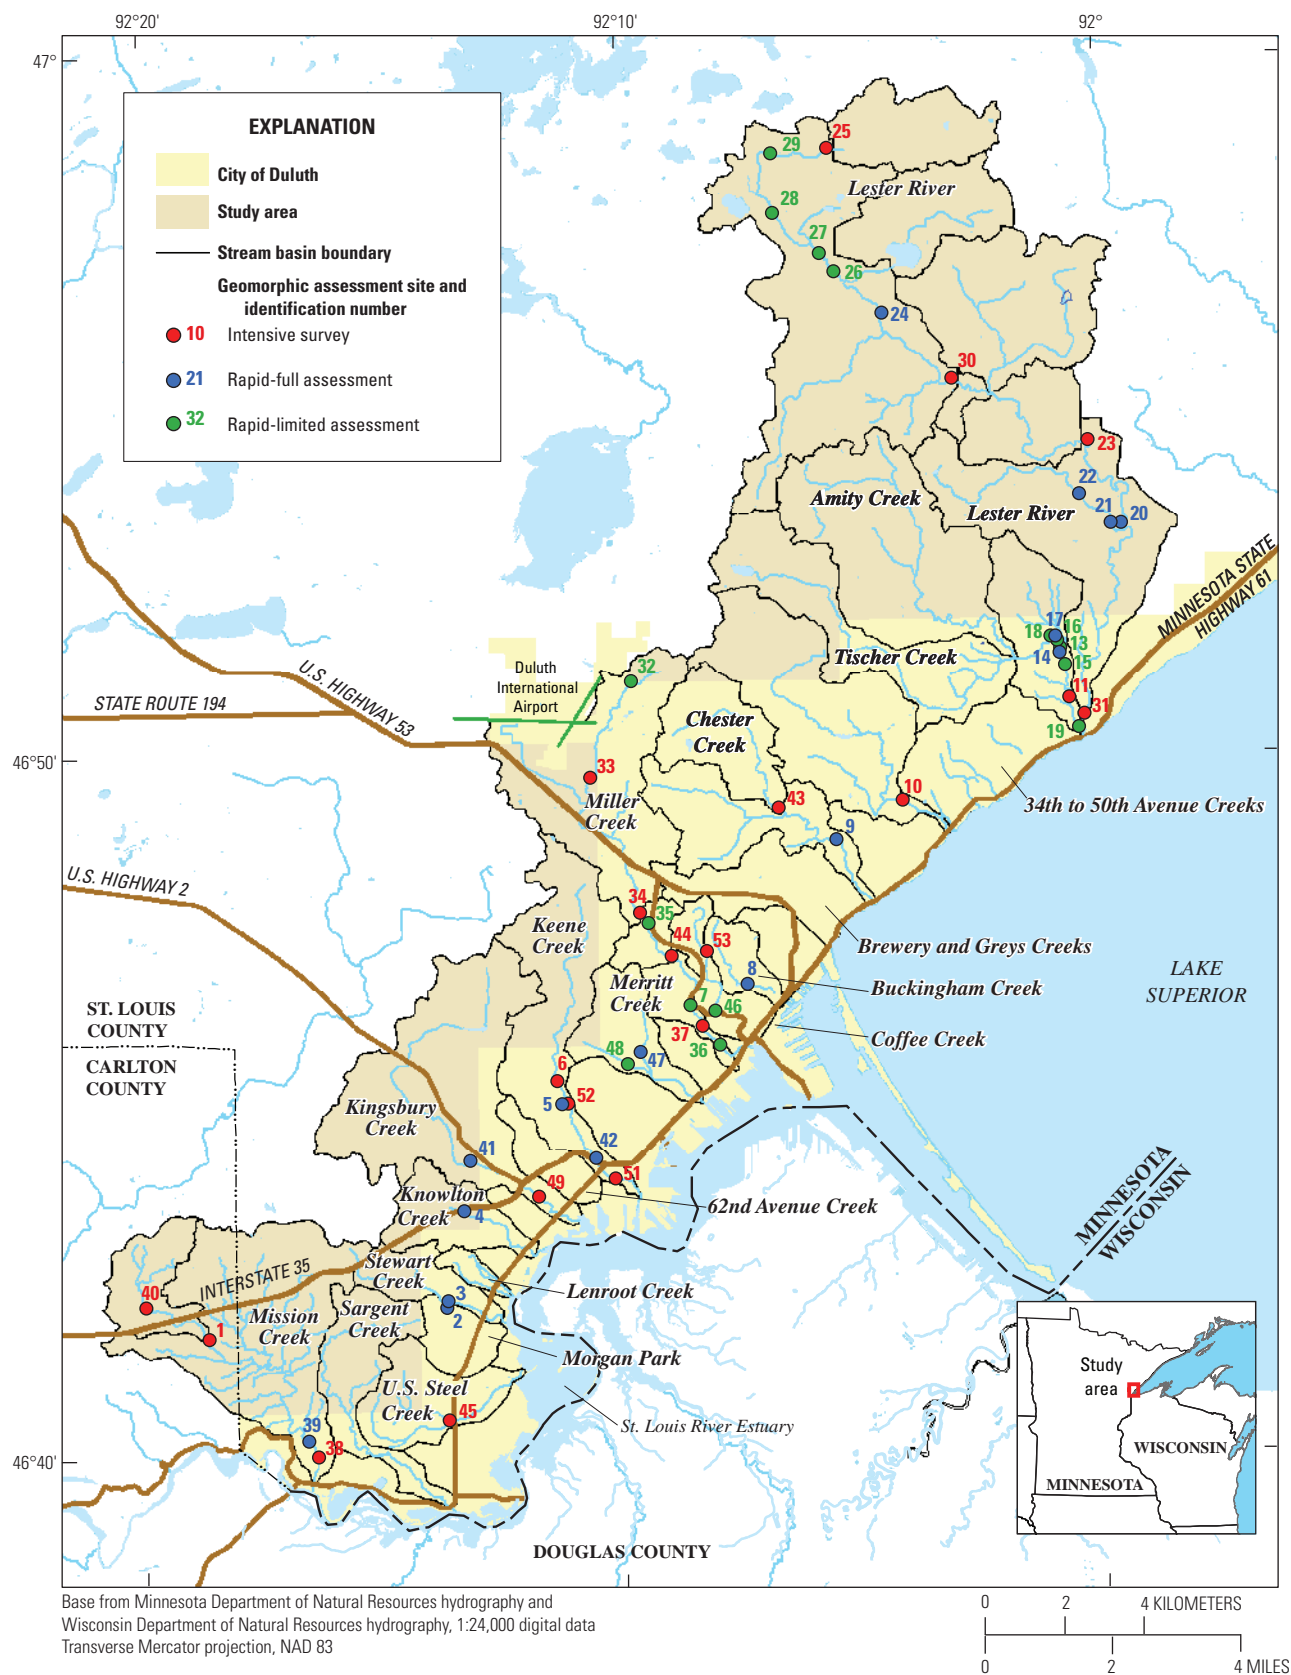 92°20'
92°10'
92°
47°
EXPLANATION
City of Duluth
Study area
Stream basin boundary
Geomorphic assessment site and
identification number
10 Intensive survey
21 Rapid-full assessment
32 Rapid-limited assessment
25
29
Lester River
28
27
26
24
30
23
22
Amity Creek
Lester River
21
20
MINNESOTA STATE
HIGHWAY 61
17
16
18
13
14
15
Tischer Creek
32
Duluth
International
Airport
11
31
19
U.S. HIGHWAY 53
STATE ROUTE 194
Chester
Creek
46°50'
33
43
10
Miller
Creek
34th to 50th Avenue Creeks
9
U.S. HIGHWAY 2
34
35
Keene
Creek
44
53
Brewery and Greys Creeks
8
Merritt
Creek
Buckingham Creek
LAKE
SUPERIOR
7
46
ST. LOUIS
COUNTY
37
Coffee Creek
36
CARLTON
COUNTY
48
47
6
52
5
Kingsbury
Creek
42
41
51
49
MINNESOTA
WISCONSIN
Knowlton
Creek
4
62nd Avenue Creek
Stewart
Creek
INTERSTATE 35
Lenroot Creek
40
3
2
Sargent
Creek
Mission
Creek
1
Morgan Park
Study
area
U.S. Steel
Creek
45
St. Louis River Estuary
39
38
WISCONSIN
46°40'
MINNESOTA
DOUGLAS COUNTY
Base from Minnesota Department of Natural Resources hydrography and
Wisconsin Department of Natural Resources hydrography, 1:24,000 digital data
Transverse Mercator projection, NAD 83
0 2 4 KILOMETERS
0 2 4 MILES